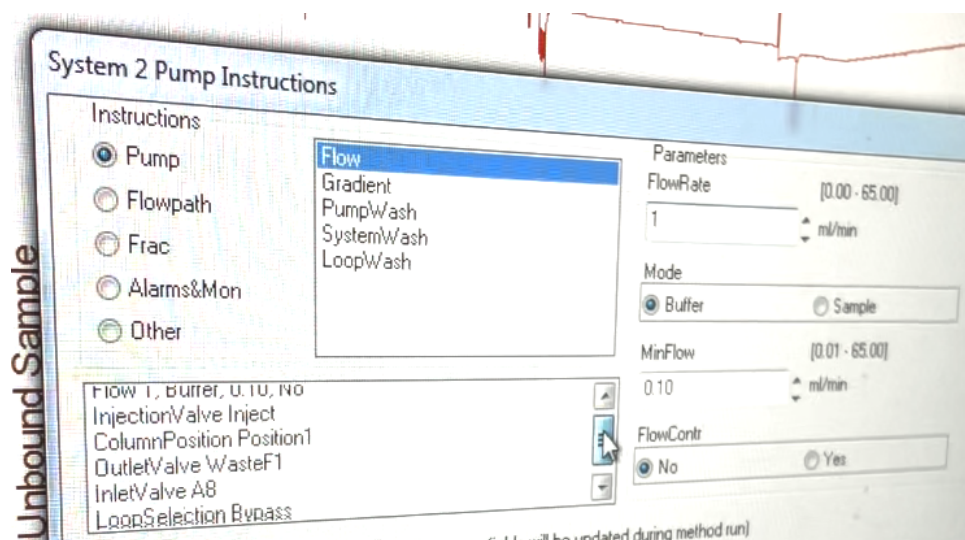 System 2 Pump Instructions
Instructions
Pump
Flowpath
Frac
Alarms&Mon
Other
Flow
Gradient
PumpWash
SystemWash
LoopWash
Parameters
FlowRate [0.00 - 65.00]
1 ml/min
Mode
Buffer Sample
MinFlow [0.01 - 65.00]
0.10 ml/min
FlowContr
No Yes
Flow 1, Buffer, 0.10, No
InjectionValve Inject
ColumnPosition Position1
OutletValve WasteF1
InletValve A8
LoopSelection Bypass
will be updated during method run)
Unbound Sample